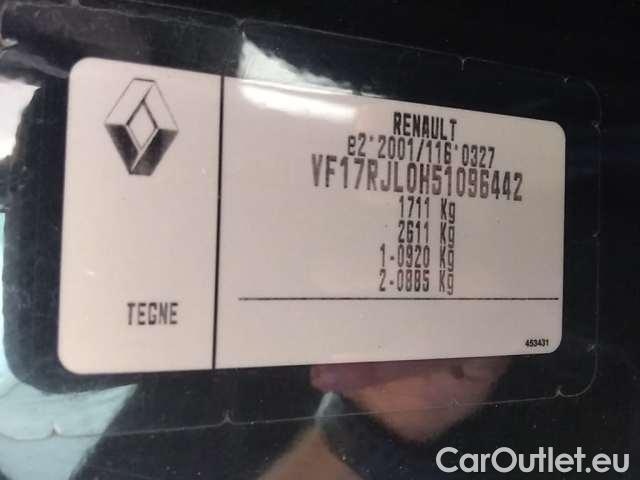 RENAULT
e2*2001/116*0327
VF17RJL0H51096442
1711 Kg
2611 Kg
1-0920 Kg
2-0885 Kg
TEGNE
453431
CarOutlet.eu